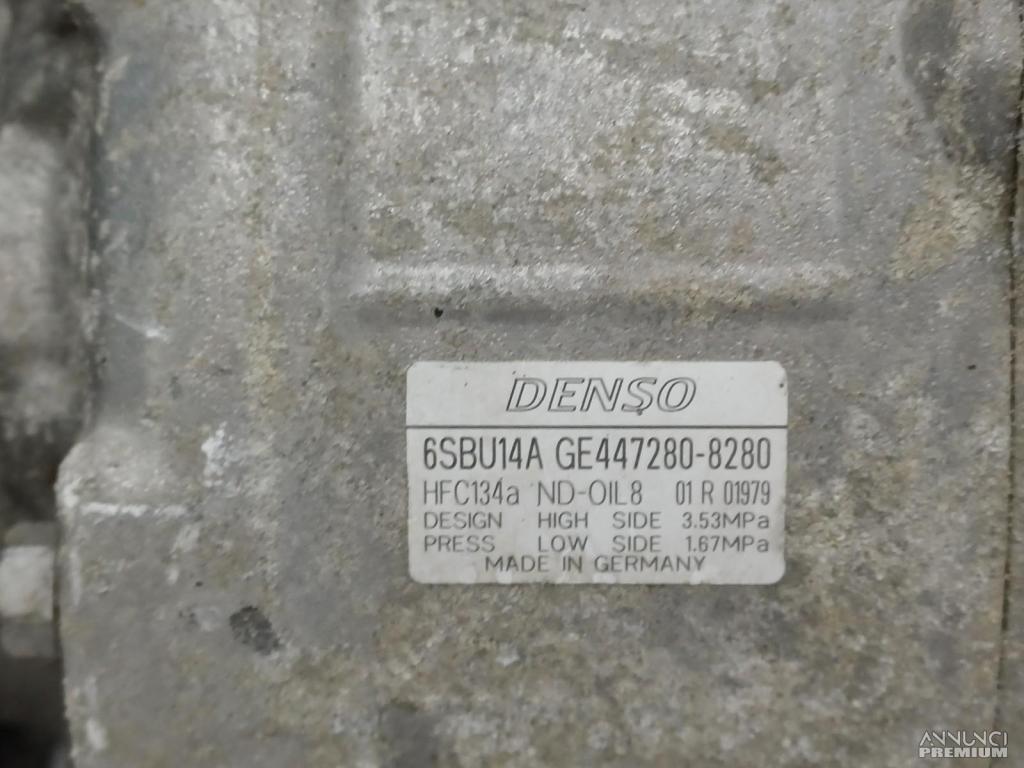 DENSO
6SBU14A GE447280-8280
HFC134a ND-OIL8 01 R 01979
DESIGN HIGH SIDE 3.53MPa
PRESS LOW SIDE 1.67MPa
MADE IN GERMANY
ANNUNCI
PREMIUM